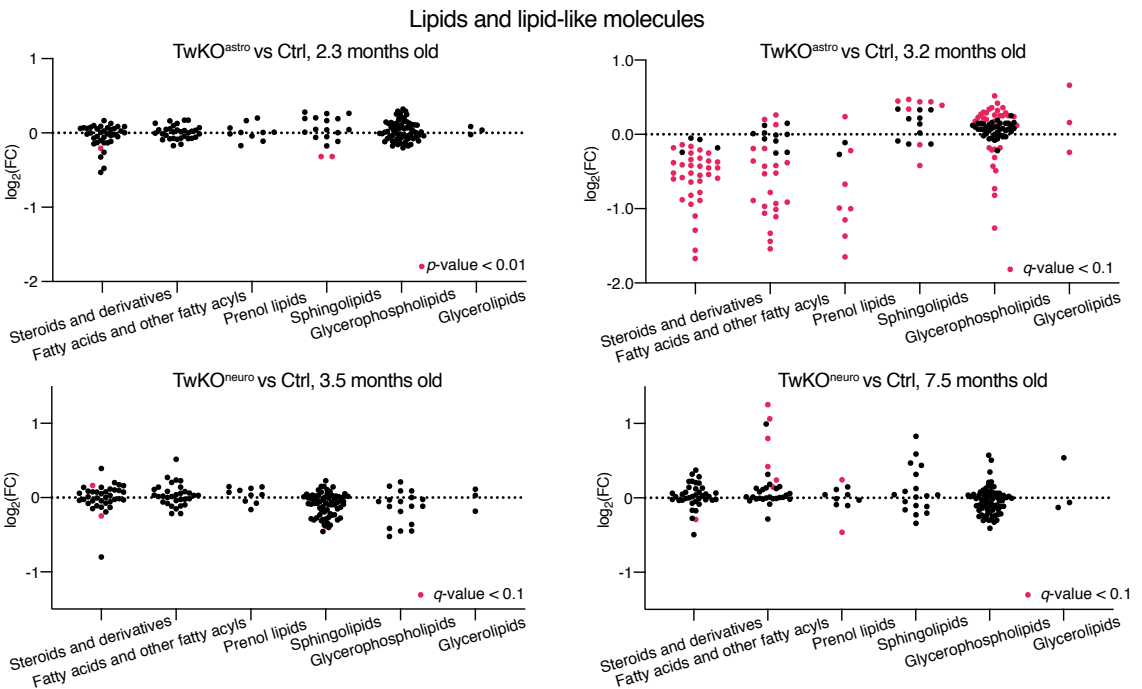 Lipids and lipid-like molecules
TwKOastro vs Ctrl, 2.3 months old
1
0
-1
-2
log2(FC)
p-value < 0.01
Steroids and derivatives
Fatty acids and other fatty acyls
Prenol lipids
Sphingolipids
Glycerophospholipids
Glycerolipids
TwKOastro vs Ctrl, 3.2 months old
1.0
0.0
-1.0
-2.0
log2(FC)
q-value < 0.1
Steroids and derivatives
Fatty acids and other fatty acyls
Prenol lipids
Sphingolipids
Glycerophospholipids
Glycerolipids
TwKOneuro vs Ctrl, 3.5 months old
1
0
-1
log2(FC)
q-value < 0.1
Steroids and derivatives
Fatty acids and other fatty acyls
Prenol lipids
Sphingolipids
Glycerophospholipids
Glycerolipids
TwKOneuro vs Ctrl, 7.5 months old
1
0
-1
log2(FC)
q-value < 0.1
Steroids and derivatives
Fatty acids and other fatty acyls
Prenol lipids
Sphingolipids
Glycerophospholipids
Glycerolipids